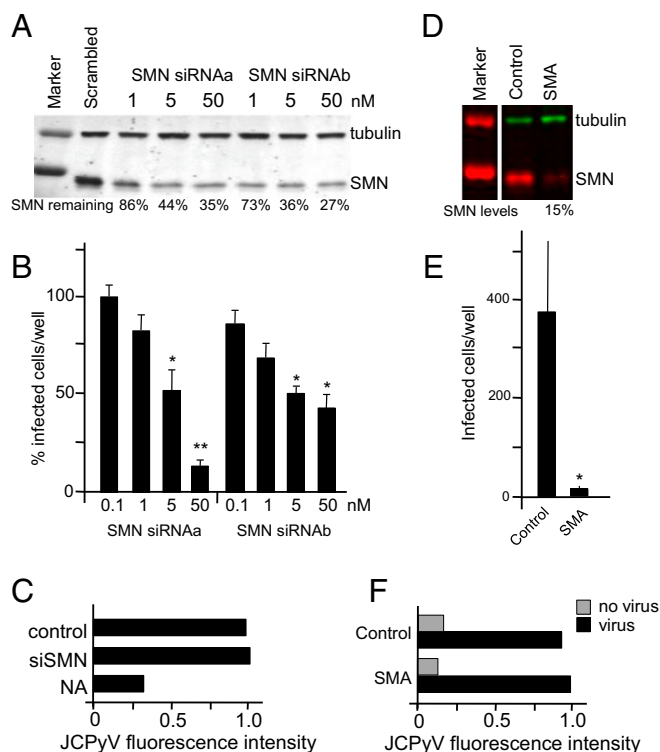 A
Marker
Scrambled
SMN siRNAa
SMN siRNAb
1 5 50 1 5 50 nM
tubulin
SMN
SMN remaining 86% 44% 35% 73% 36% 27%
B
% infected cells/well
100
50
0
*
**
*
*
0.1 1 5 50 0.1 1 5 50 nM
SMN siRNAa SMN siRNAb
C
control
siSMN
NA
0 0.5 1.0
JCPyV fluorescence intensity
D
Marker
Control
SMA
tubulin
SMN
SMN levels 15%
E
Infected cells/well
400
200
0
*
Control
SMA
F
no virus
virus
Control
SMA
0 0.5 1.0
JCPyV fluorescence intensity